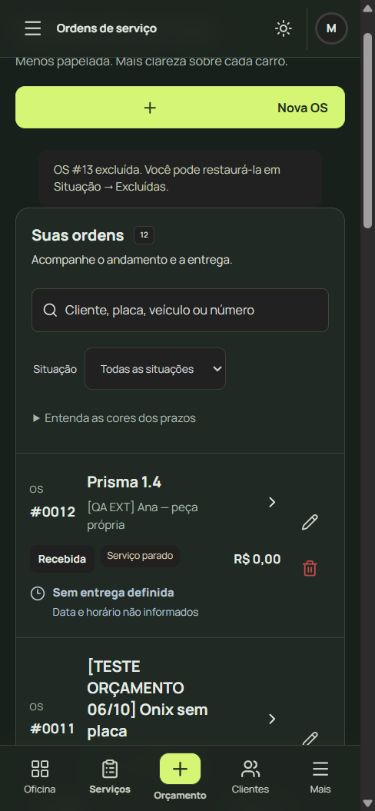 Ordens de serviço
M
Menos papelada. Mais clareza sobre cada carro.
+ Nova OS
OS #13 excluída. Você pode restaurá-la em
Situação → Excluídas.
Suas ordens 12
Acompanhe o andamento e a entrega.
Cliente, placa, veículo ou número
Situação Todas as situações
▶ Entenda as cores dos prazos
OS
#0012
Prisma 1.4
[QA EXT] Ana — peça
própria
Recebida Serviço parado R$ 0,00
Sem entrega definida
Data e horário não informados
OS
#0011
[TESTE
ORÇAMENTO
06/10] Onix sem
placa
Oficina
Serviços
Orçamento
Clientes
Mais